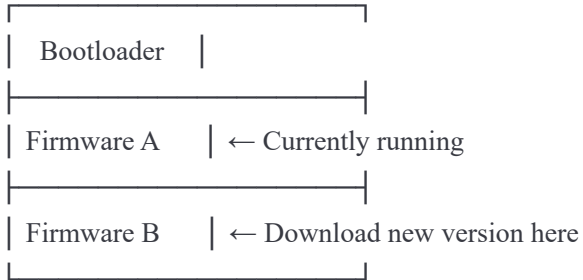 Bootloader
Firmware A ← Currently running
Firmware B ← Download new version here